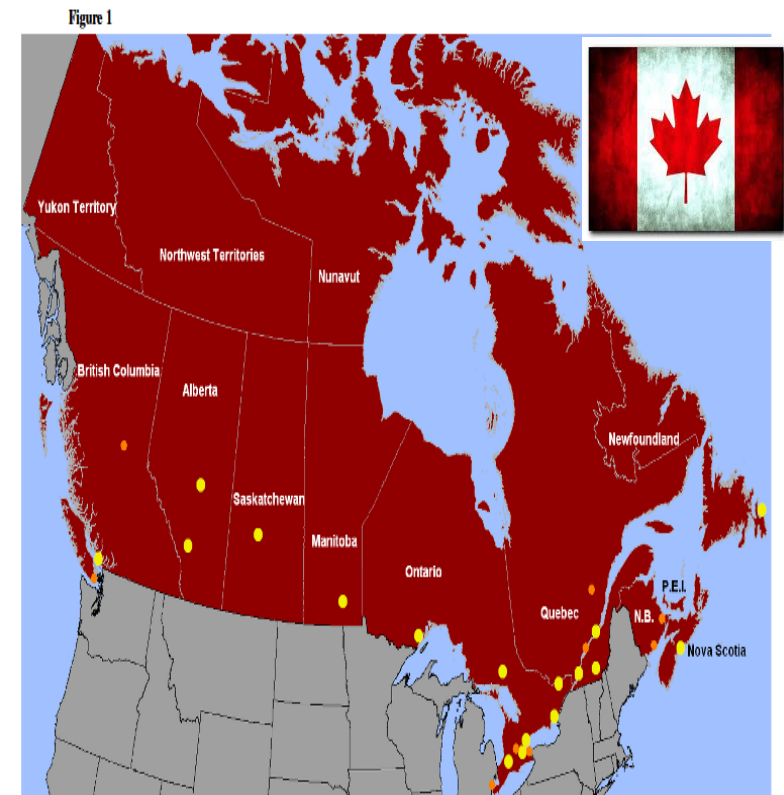 Figure 1
Yukon Territory
Northwest Territories
Nunavut
British Columbia
Alberta
Newfoundland
Saskatchewan
Manitoba
Ontario
P.E.I.
Quebec
N.B.
Nova Scotia